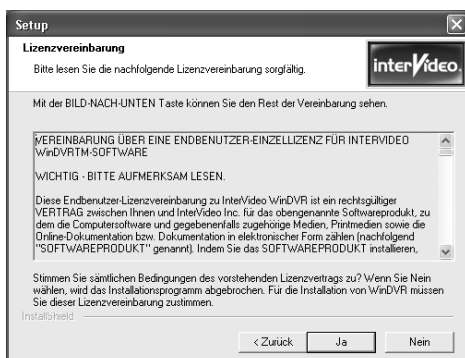 Setup
Lizenzvereinbarung
Bitte lesen Sie die nachfolgende Lizenzvereinbarung sorgfältig.
interVideo.
Mit der BILD-NACH-UNTEN Taste können Sie den Rest der Vereinbarung sehen.
VEREINBARUNG ÜBER EINE ENDBENUTZER-EINZELLIZENZ FÜR INTERVIDEO
WinDVRTM-SOFTWARE
WICHTIG - BITTE AUFMERKSAM LESEN.
Diese Endbenutzer-Lizenzvereinbarung zu InterVideo WinDVR ist ein rechtsgültiger
VERTRAG zwischen Ihnen und InterVideo Inc. für das obengenannte Softwareprodukt, zu
dem die Computersoftware und gegebenenfalls zugehörige Medien, Printmedien sowie die
Online-Dokumentation bzw. Dokumentation in elektronischer Form zählen (nachfolgend
"SOFTWAREPRODUKT" genannt). Indem Sie das SOFTWAREPRODUKT installieren,
Stimmen Sie sämtlichen Bedingungen des vorstehenden Lizenzvertrags zu? Wenn Sie Nein
wählen, wird das Installationsprogramm abgebrochen. Für die Installation von WinDVR müssen
Sie dieser Lizenzvereinbarung zustimmen.
InstallShield
< Zurück
Ja
Nein